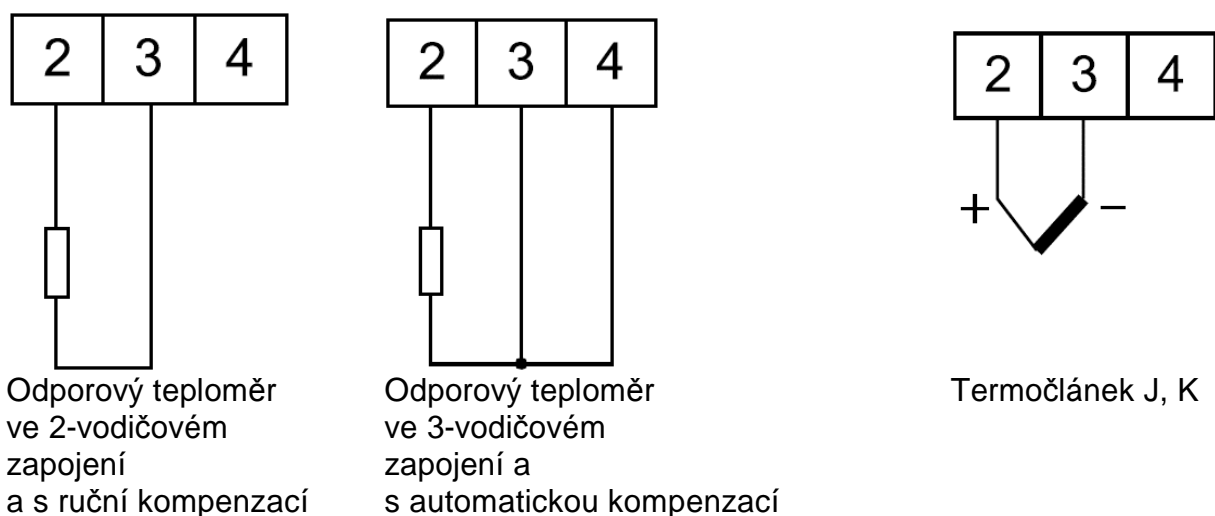 2 3 4
Odporový teploměr
ve 2-vodičovém
zapojení
a s ruční kompenzací
2 3 4
Odporový teploměr
ve 3-vodičovém
zapojení a
s automatickou kompenzací
2 3 4
+ −
Termočlánek J, K